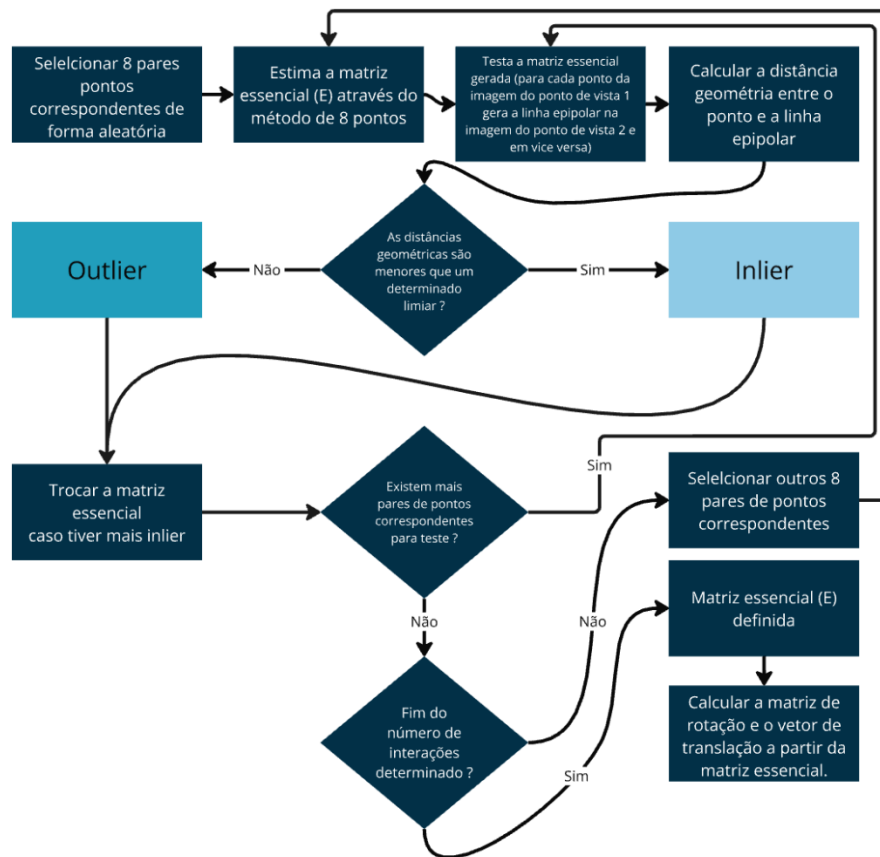 Selelcionar 8 pares
pontos
correspondentes de
forma aleatória
Estima a matriz
essencial (E) através do
método de 8 pontos
Testa a matriz essencial
gerada (para cada ponto da
imagem do ponto de vista 1
gera a linha epipolar na
imagem do ponto de vista 2 e
em vice versa)
Calcular a distância
geométria entre o
ponto e a linha
epipolar
Outlier
Não
As distâncias
geométricas são
menores que um
determinado
limiar ?
Sim
Inlier
Trocar a matriz
essencial
caso tiver mais inlier
Existem mais
pares de pontos
correspondentes
para teste ?
Sim
Selelcionar outros 8
pares de pontos
correspondentes
Não
Não
Matriz essencial (E)
definida
Fim do
número de
interações
determinado ?
Sim
Calcular a matriz de
rotação e o vetor de
translação a partir da
matriz essencial.